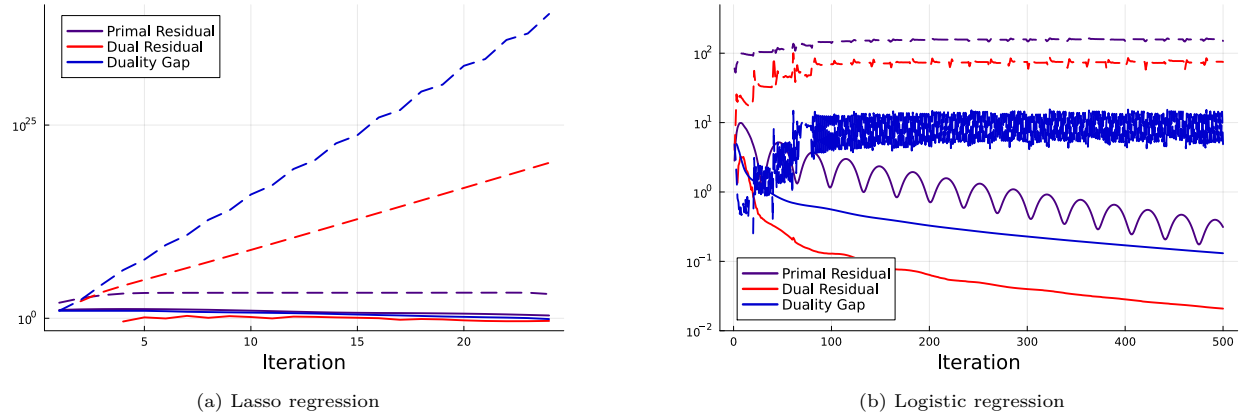 Primal Residual
Dual Residual
Duality Gap
10^25
10^0
5
10
15
20
Iteration
(a) Lasso regression
10^2
10^1
10^0
10^-1
10^-2
Primal Residual
Dual Residual
Duality Gap
0
100
200
300
400
500
Iteration
(b) Logistic regression